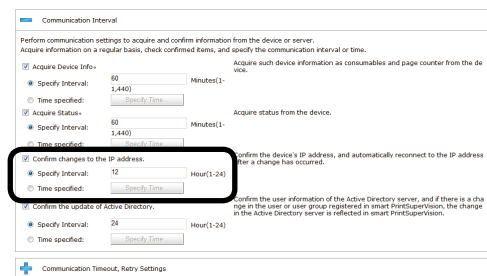 Communication Interval
Perform communication settings to acquire and confirm information from the device or server.
Acquire information on a regular basis, check confirmed items, and specify the communication interval or time.
Acquire Device Info* Acquire such device information as consumables and page counter from the de
vice.
Specify Interval: 60 Minutes(1-
1,440)
Time specified: Specify Time...
Acquire Status* Acquire status from the device.
Specify Interval: 60 Minutes(1-
1,440)
Time specified: Specify Time...
Confirm changes to the IP address. Confirm the device's IP address, and automatically reconnect to the IP address
after a change has occurred.
Specify Interval: 12 Hour(1-24)
Time specified: Specify Time...
Confirm the update of Active Directory. Confirm the user information of the Active Directory server, and if there is a cha
nge in the user or user group registered in smart PrintSuperVision, the change
in the Active Directory server is reflected in smart PrintSuperVision.
Specify Interval: 24 Hour(1-24)
Time specified: Specify Time...
Communication Timeout, Retry Settings